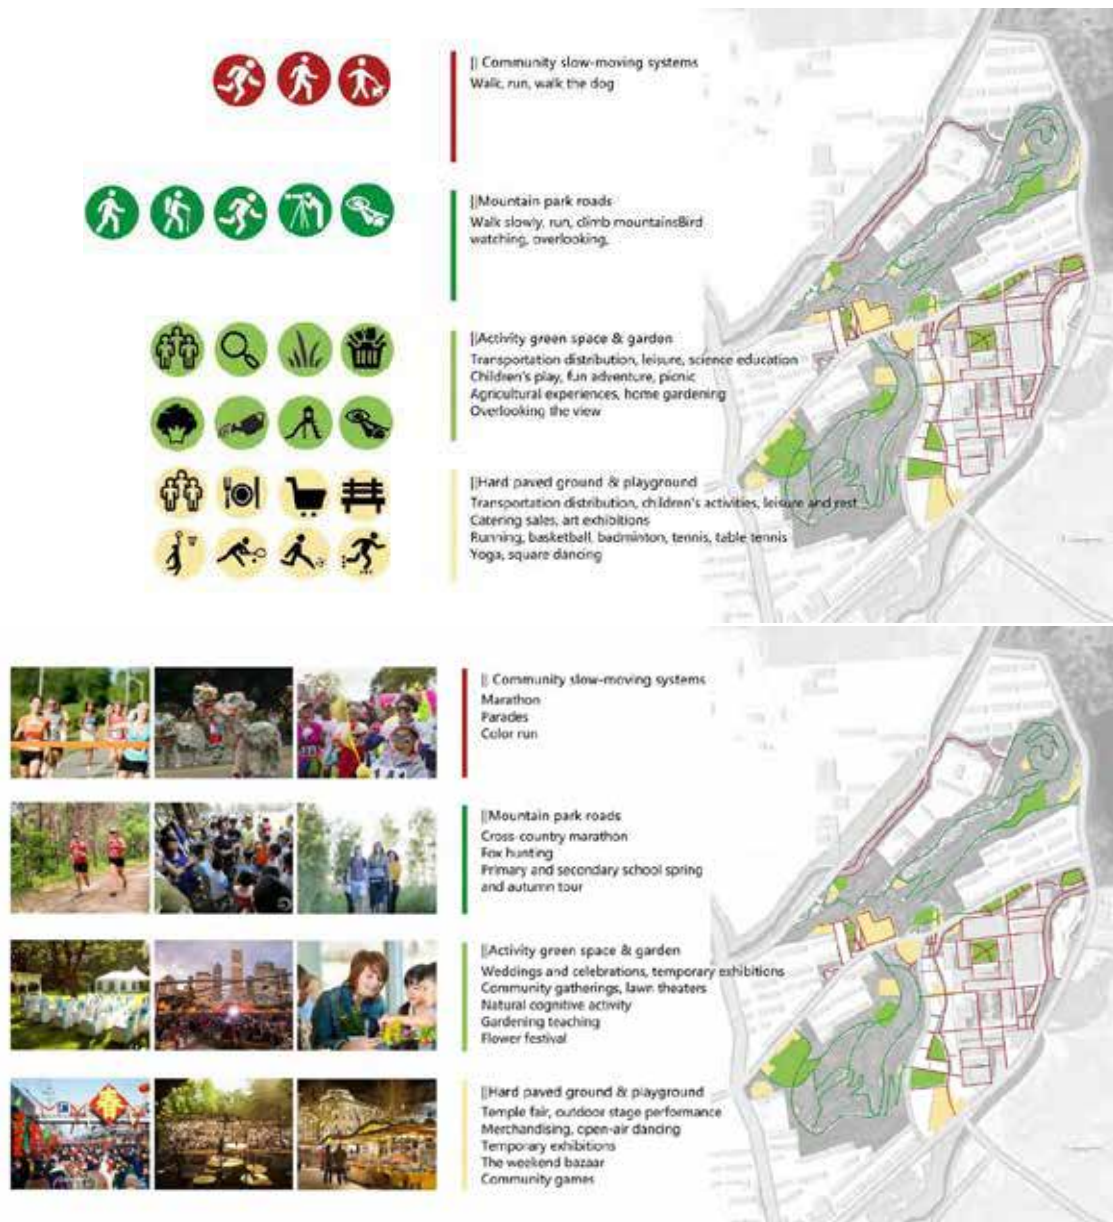 || Community slow-moving systems
Walk, run, walk the dog
||Mountain park roads
Walk slowly, run, climb mountainsBird
watching, overlooking,
||Activity green space & garden
Transportation distribution, leisure, science education
Children's play, fun adventure, picnic
Agricultural experiences, home gardening
Overlooking the view
||Hard paved ground & playground
Transportation distribution, children's activities, leisure and rest
Catering sales, art exhibitions
Running, basketball, badminton, tennis, table tennis
Yoga, square dancing
|| Community slow-moving systems
Marathon
Parades
Color run
||Mountain park roads
Cross-country marathon
Fox hunting
Primary and secondary school spring
and autumn tour
||Activity green space & garden
Weddings and celebrations, temporary exhibitions
Community gatherings, lawn theaters
Natural cognitive activity
Gardening teaching
Flower festival
春
||Hard paved ground & playground
Temple fair, outdoor stage performance
Merchandising, open-air dancing
Temporary exhibitions
The weekend bazaar
Community games